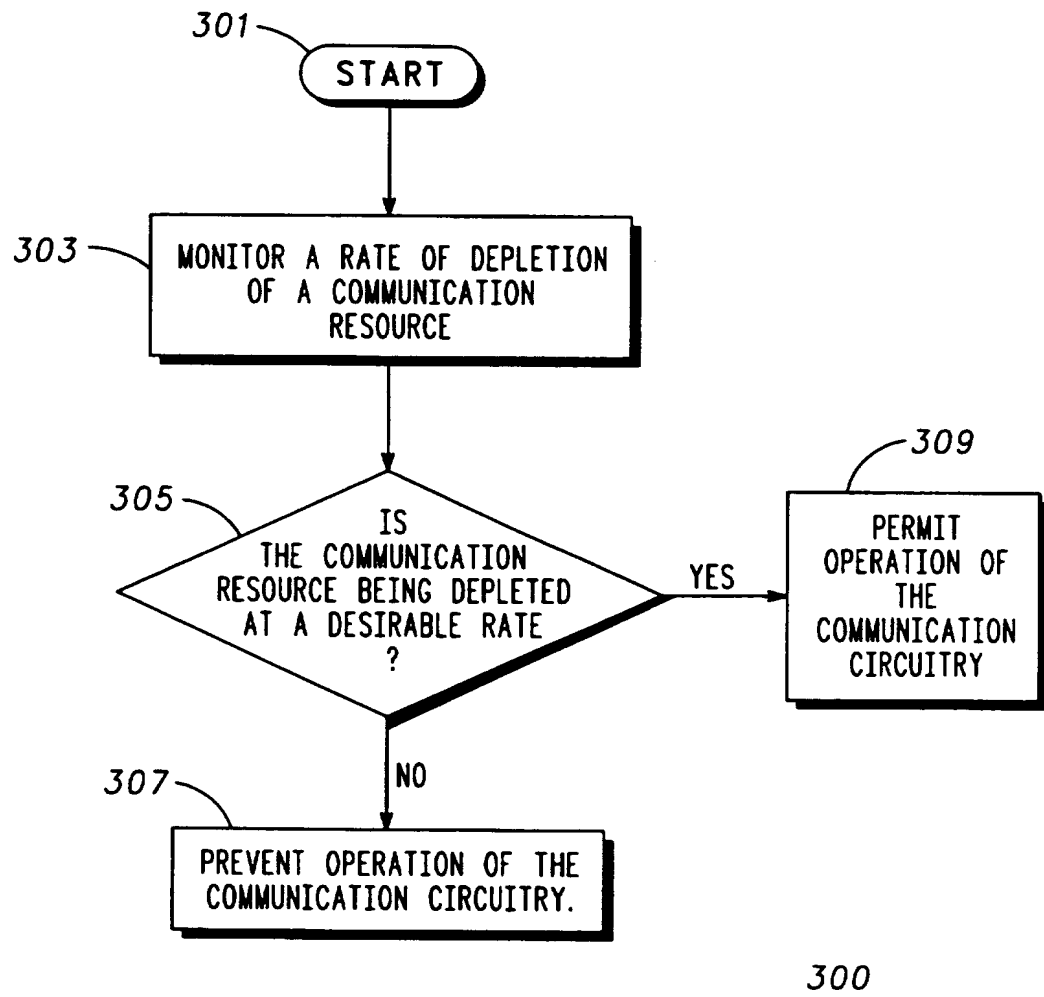 301
START
303
MONITOR A RATE OF DEPLETION
OF A COMMUNICATION
RESOURCE
305
IS
THE COMMUNICATION
RESOURCE BEING DEPLETED
AT A DESIRABLE RATE
?
YES
309
PERMIT
OPERATION OF
THE
COMMUNICATION
CIRCUITRY
NO
307
PREVENT OPERATION OF THE
COMMUNICATION CIRCUITRY.
300